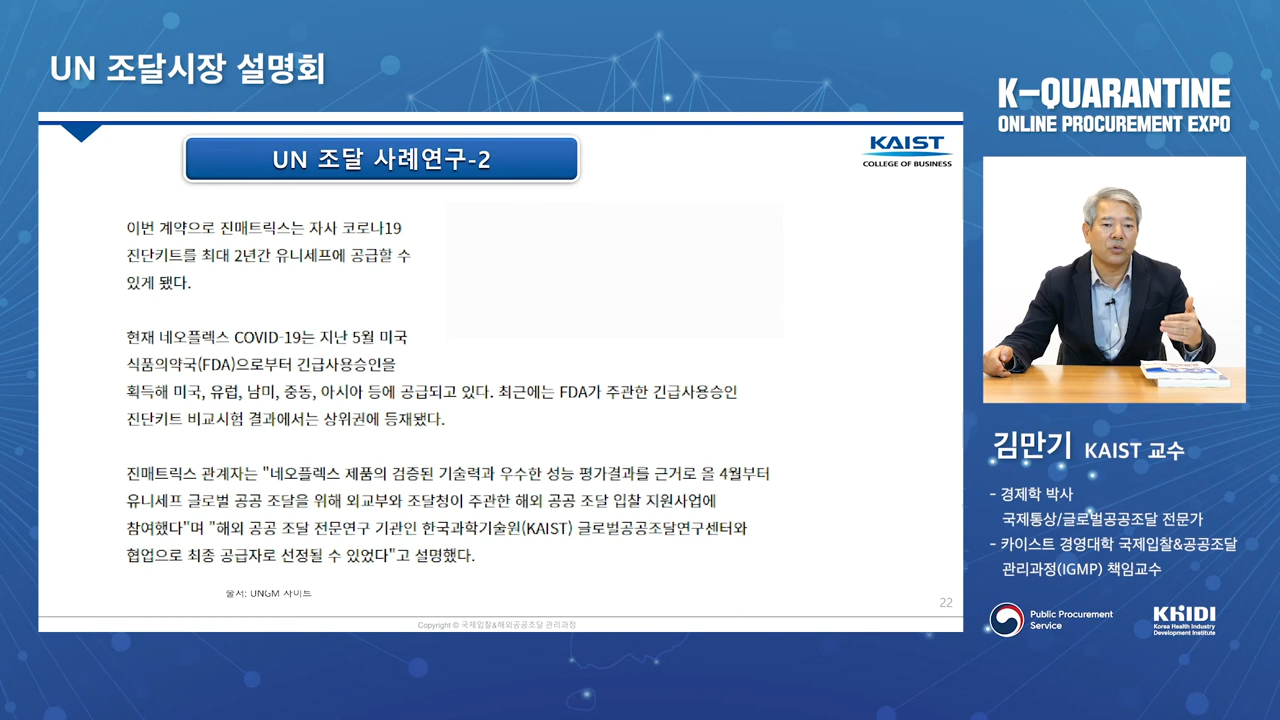 UN 조달시장 설명회
K-QUARANTINE
ONLINE PROCUREMENT EXPO
UN 조달 사례연구-2
KAIST
COLLEGE OF BUSINESS
이번 계약으로 진매트릭스는 자사 코로나19
진단키트를 최대 2년간 유니세프에 공급할 수
있게 됐다.
현재 네오플렉스 COVID-19는 지난 5월 미국
식품의약국(FDA)으로부터 긴급사용승인을
획득해 미국, 유럽, 남미, 중동, 아시아 등에 공급되고 있다. 최근에는 FDA가 주관한 긴급사용승인
진단키트 비교시험 결과에서는 상위권에 등재됐다.
진매트릭스 관계자는 "네오플렉스 제품의 검증된 기술력과 우수한 성능 평가결과를 근거로 올 4월부터
유니세프 글로벌 공공 조달을 위해 외교부와 조달청이 주관한 해외 공공 조달 입찰 지원사업에
참여했다"며 "해외 공공 조달 전문연구 기관인 한국과학기술원(KAIST) 글로벌공공조달연구센터와
협업으로 최종 공급자로 선정될 수 있었다"고 설명했다.
출처: UNGM 사이트
22
Copyright © 국제입찰&해외공공조달 관리과정
김만기 KAIST 교수
- 경제학 박사
국제통상/글로벌공공조달 전문가
- 카이스트 경영대학 국제입찰&공공조달
관리과정(IGMP) 책임교수
Public Procurement
Service
KHIDI
Korea Health Industry
Development Institute